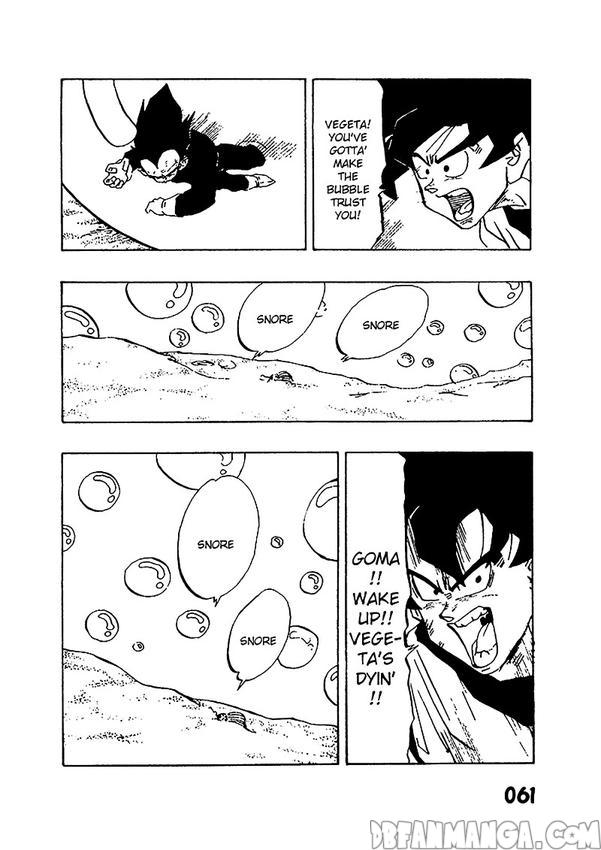 VEGETA!
YOU'VE
GOTTA'
MAKE
THE
BUBBLE
TRUST
YOU!
SNORE
SNORE
SNORE
SNORE
GOMA
!!
WAKE
UP!!
VEGE-
TA'S
DYIN'
!!
061
DBFANMANGA.COM